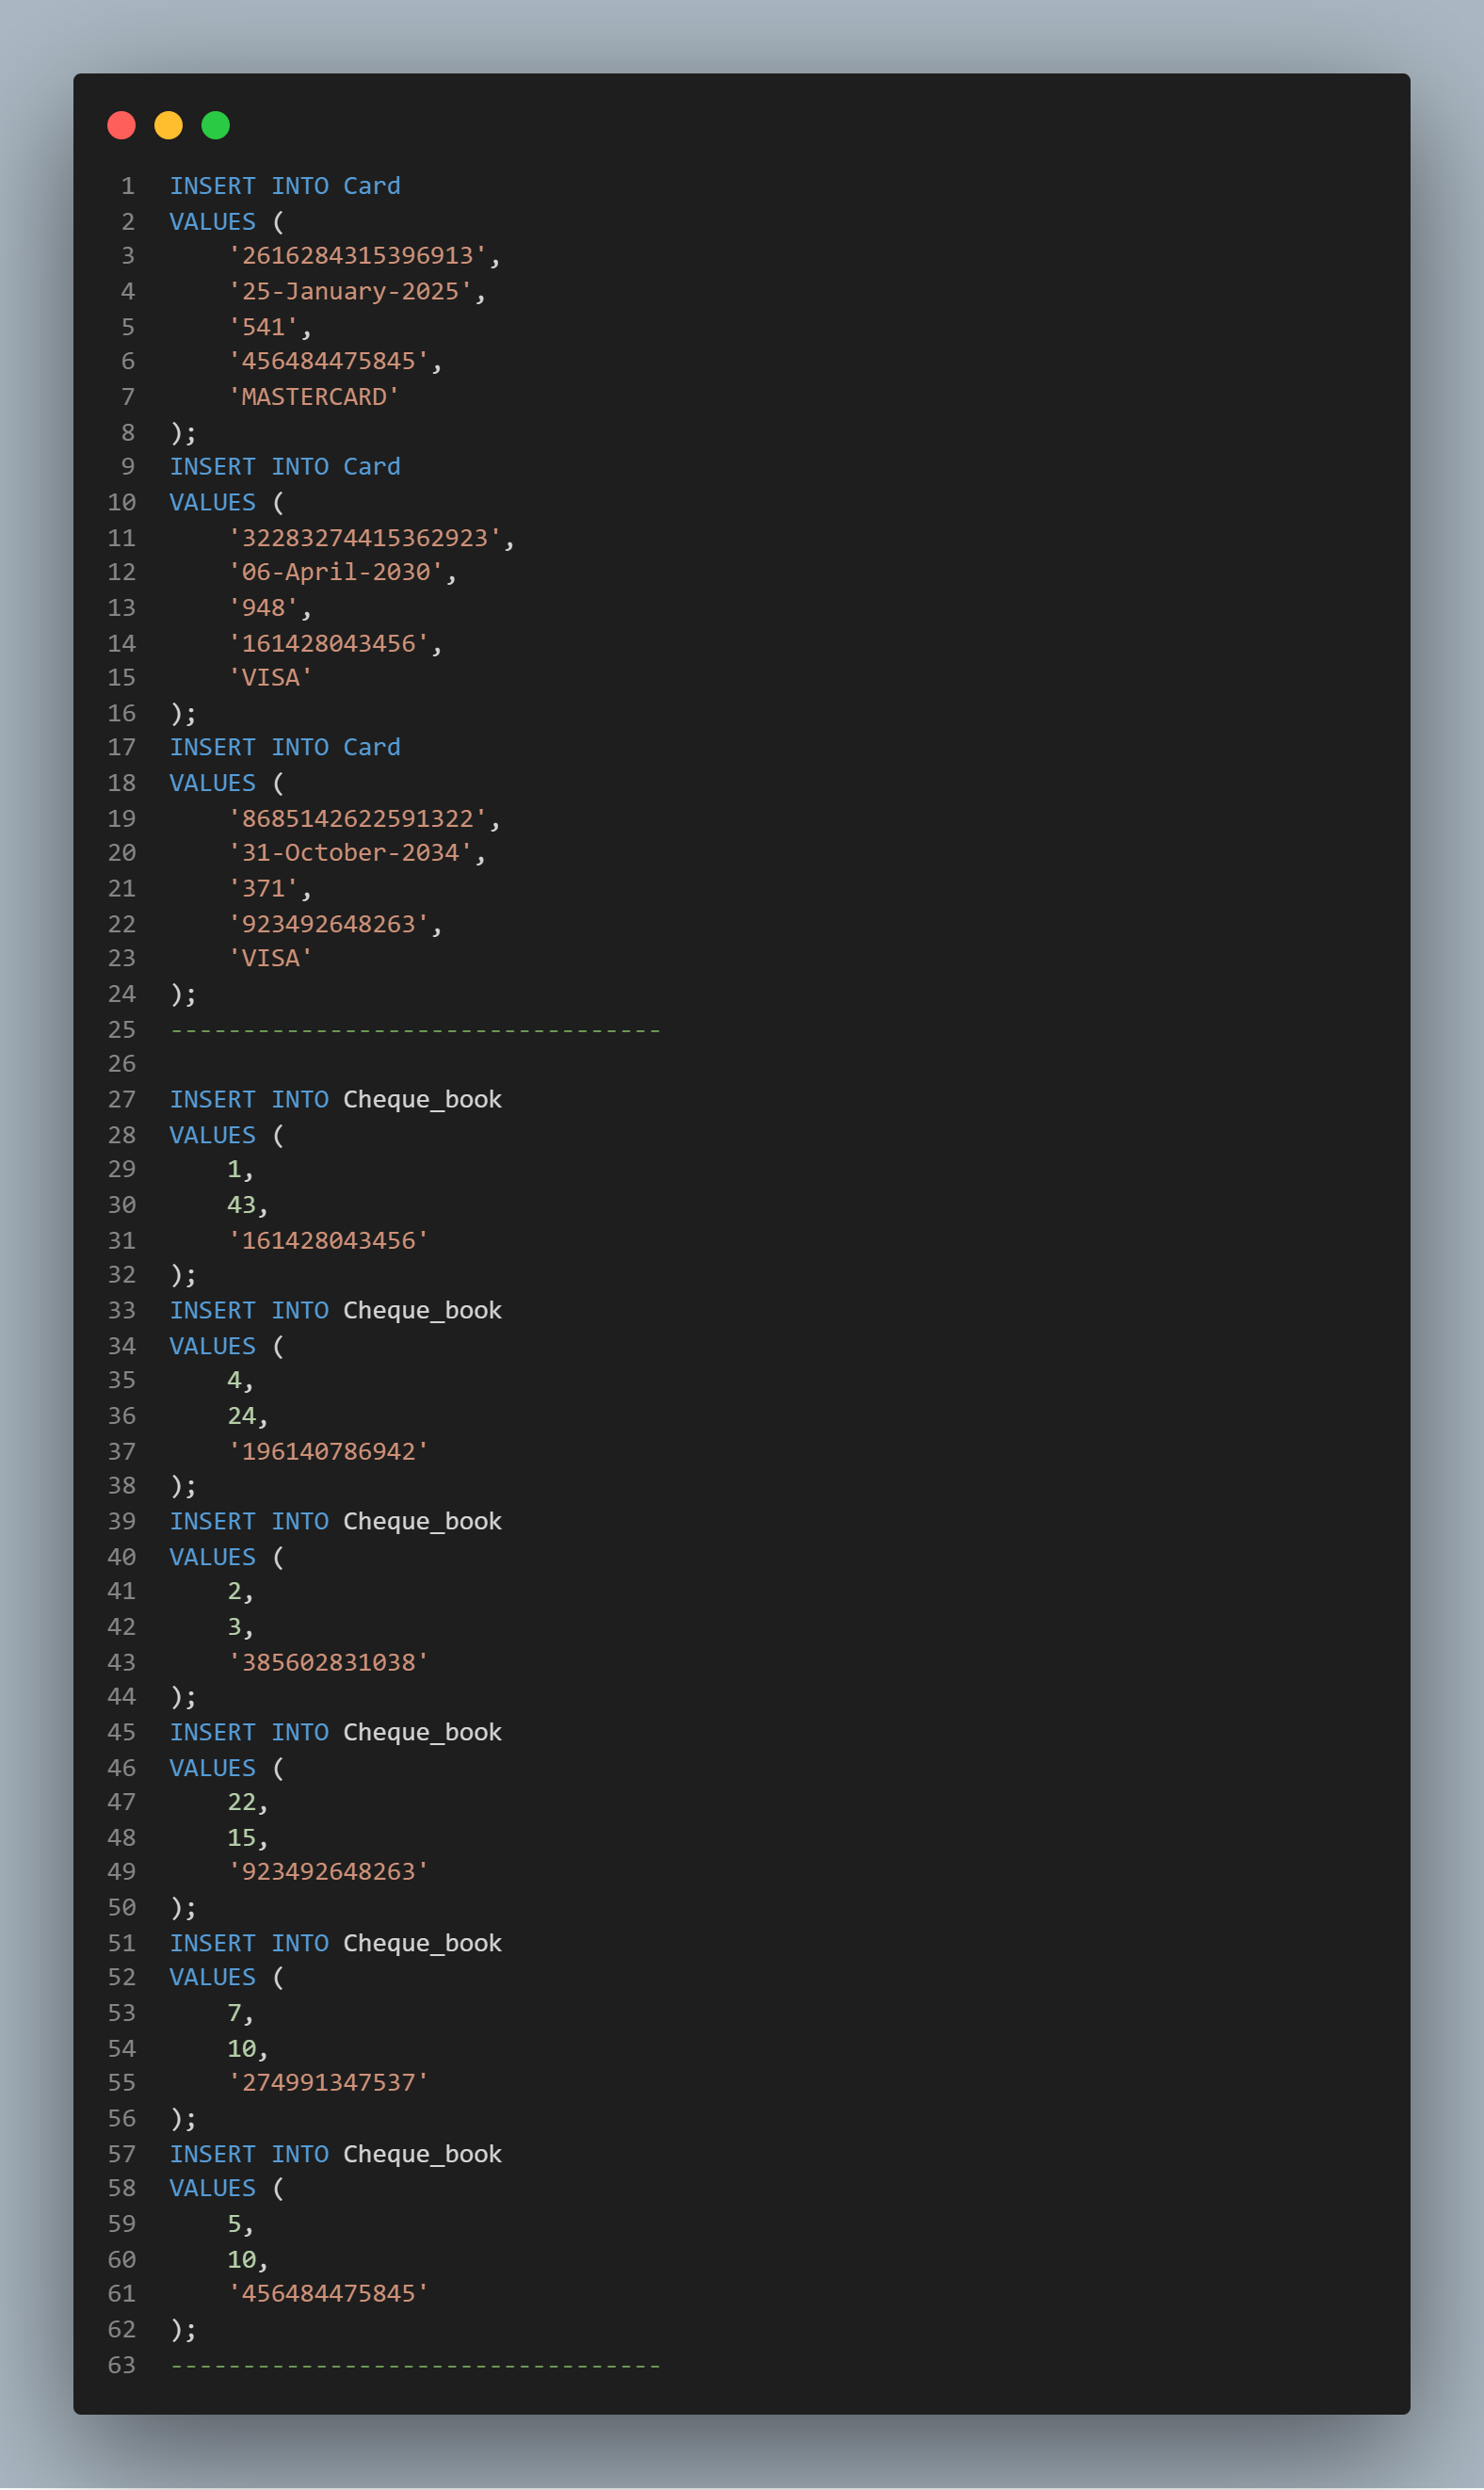 1 INSERT INTO Card
2 VALUES (
3     '2616284315396913',
4     '25-January-2025',
5     '541',
6     '456484475845',
7     'MASTERCARD'
8 );
9 INSERT INTO Card
10 VALUES (
11     '32283274415362923',
12     '06-April-2030',
13     '948',
14     '161428043456',
15     'VISA'
16 );
17 INSERT INTO Card
18 VALUES (
19     '8685142622591322',
20     '31-October-2034',
21     '371',
22     '923492648263',
23     'VISA'
24 );
25 ----------------------------------
26
27 INSERT INTO Cheque_book
28 VALUES (
29     1,
30     43,
31     '161428043456'
32 );
33 INSERT INTO Cheque_book
34 VALUES (
35     4,
36     24,
37     '196140786942'
38 );
39 INSERT INTO Cheque_book
40 VALUES (
41     2,
42     3,
43     '385602831038'
44 );
45 INSERT INTO Cheque_book
46 VALUES (
47     22,
48     15,
49     '923492648263'
50 );
51 INSERT INTO Cheque_book
52 VALUES (
53     7,
54     10,
55     '274991347537'
56 );
57 INSERT INTO Cheque_book
58 VALUES (
59     5,
60     10,
61     '456484475845'
62 );
63 ----------------------------------